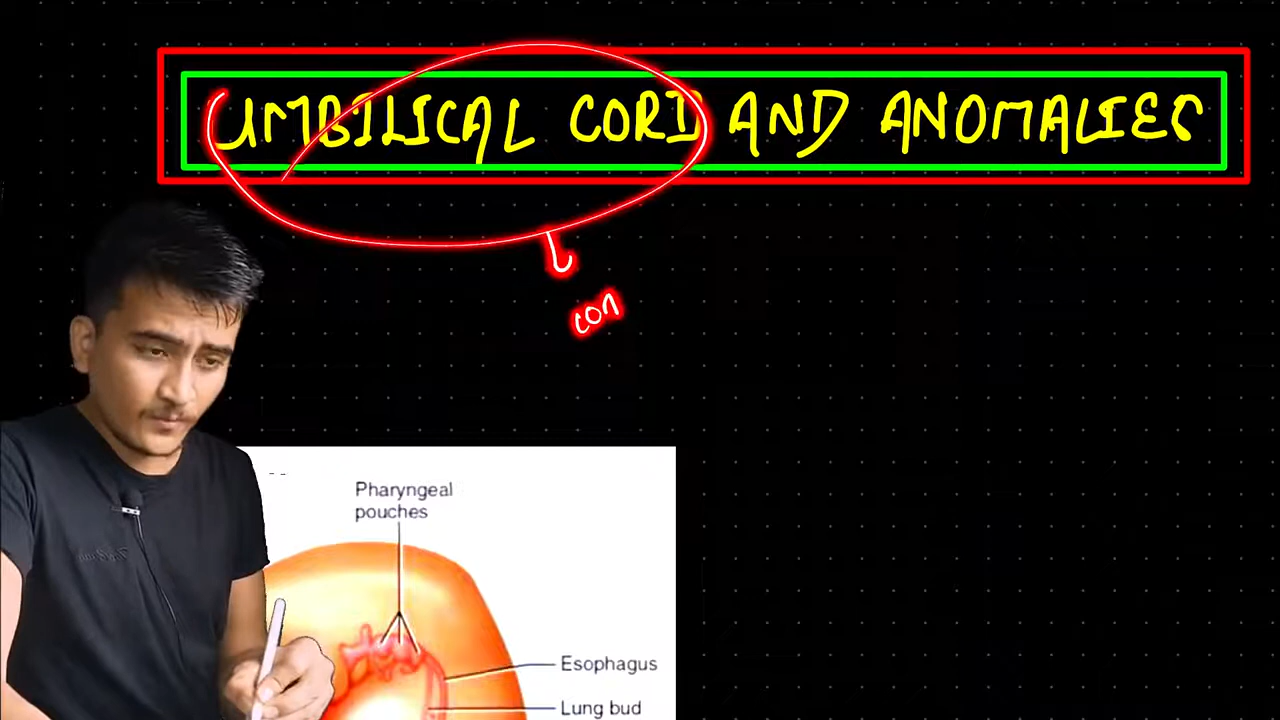 UMBILICAL CORD AND ANOMALIES
con
Pharyngeal
pouches
Esophagus
Lung bud